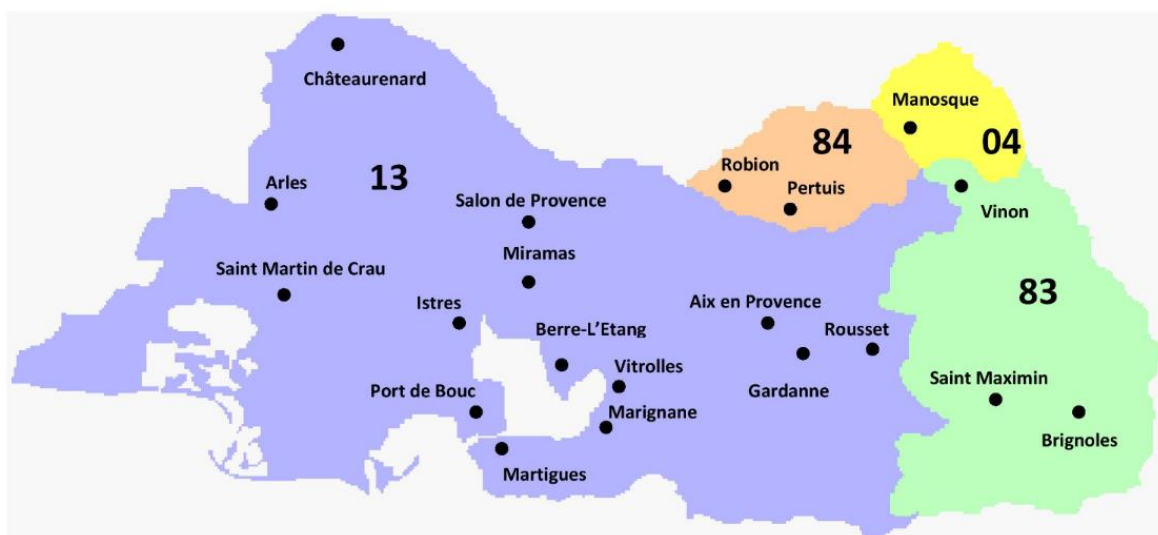 Châteaurenard
Manosque
84
04
Robion
13
Arles
Pertuis
Salon de Provence
Vinon
Miramas
Saint Martin de Crau
83
Istres
Aix en Provence
Berre-L'Etang
Rousset
Vitrolles
Saint Maximin
Port de Bouc
Gardanne
Marignane
Brignoles
Martigues